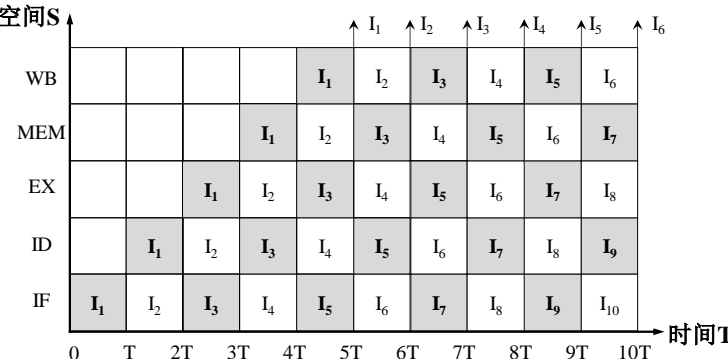 空间S I₁ I₂ I₃ I₄ I₅ I₆
WB I₁ I₂ I₃ I₄ I₅ I₆
MEM I₁ I₂ I₃ I₄ I₅ I₆ I₇
EX I₁ I₂ I₃ I₄ I₅ I₆ I₇ I₈
ID I₁ I₂ I₃ I₄ I₅ I₆ I₇ I₈ I₉
IF I₁ I₂ I₃ I₄ I₅ I₆ I₇ I₈ I₉ I₁₀
时间T
0 T 2T 3T 4T 5T 6T 7T 8T 9T 10T